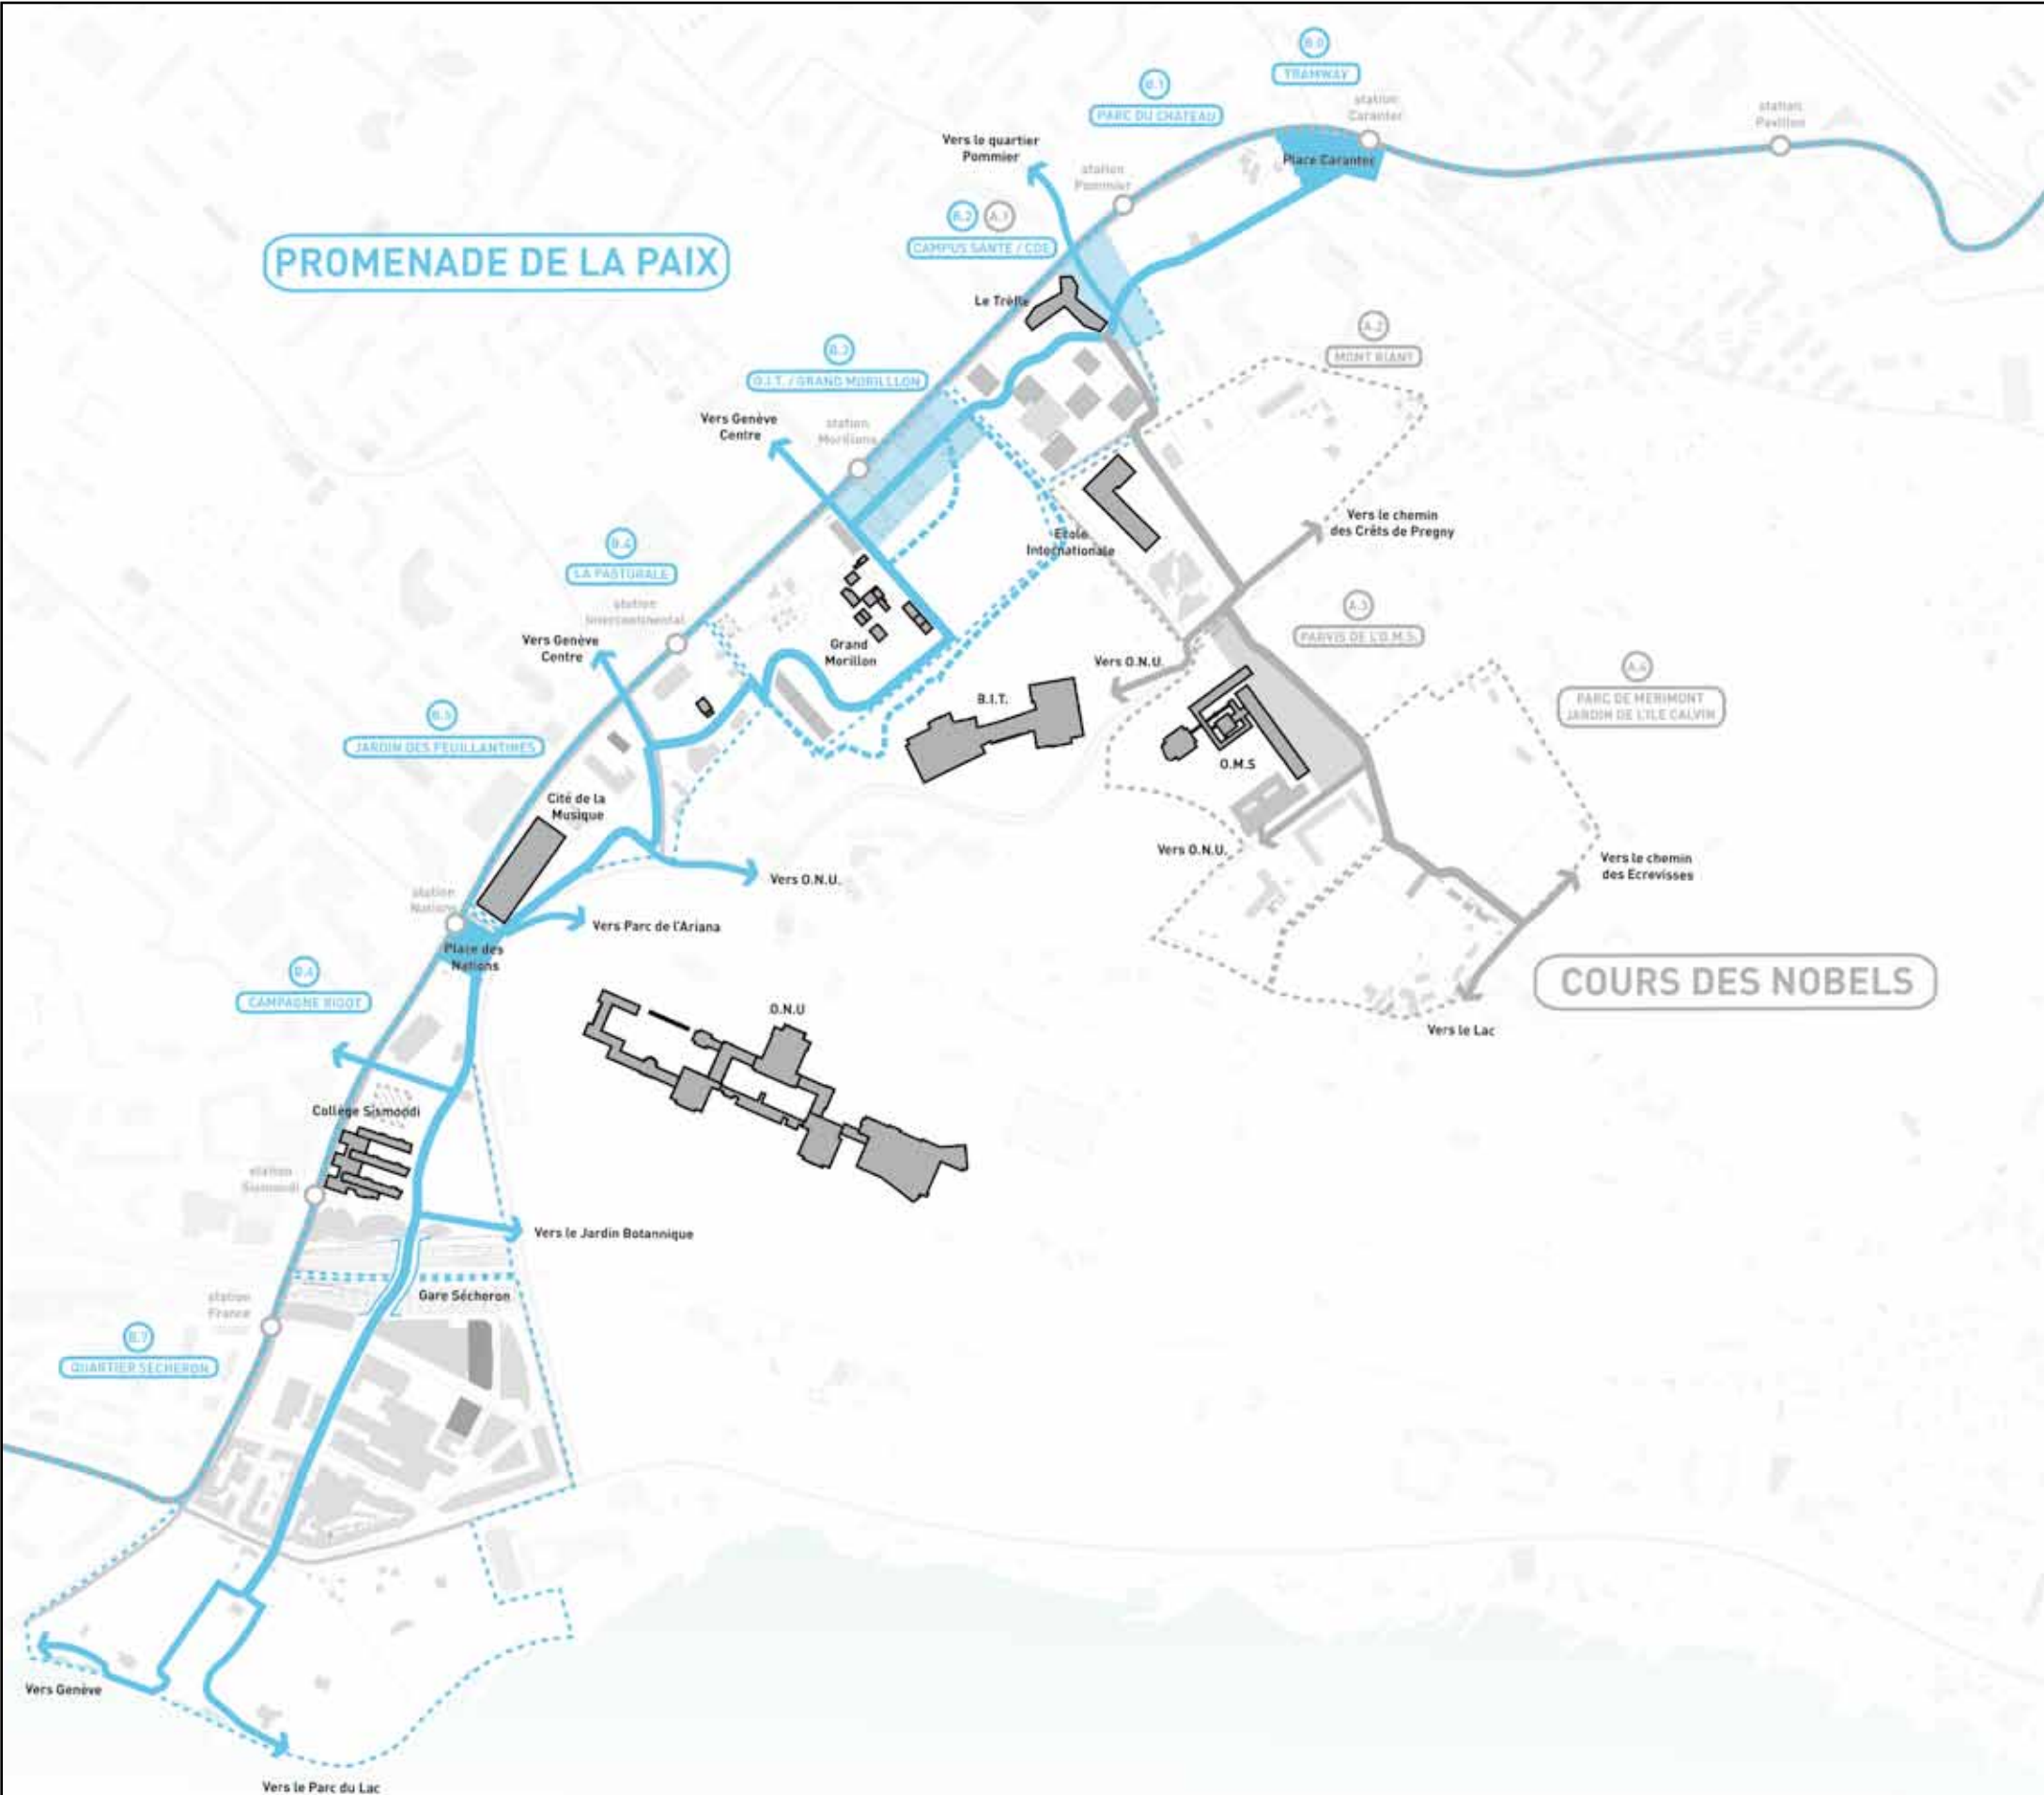 B.0
TRAMWAY
B.1
PARC DU CHATEAU
station
Carantec
station
Pavillon
Place Carantec
Vers le quartier
Pommier
station
Pommier
B.2
A.1
CAMPUS SANTE / CDE
PROMENADE DE LA PAIX
Le Trèfle
A.2
MONT RIANT
O.I.T. / GRAND MORILLLON
Vers Genève
Centre
station
Morillons
Vers le chemin
des Crêts de Pregny
Ecole
Internationale
B.4
LA PASTORALE
station
Intercontinental
A.3
PARVIS DE L'O.M.S.
Vers Genève
Centre
Grand
Morillon
Vers O.N.U.
A.4
PARC DE MERIMONT
JARDIN DE L'ILE CALVIN
B.I.T.
B.5
JARDIN DES FEUILLANTINES
O.M.S
Cité de la
Musique
Vers O.N.U.
Vers le chemin
des Ecrevisses
Vers O.N.U.
station
Nations
Vers Parc de l'Ariana
Place des
Nations
CAMPAGNE RIGOT
COURS DES NOBELS
O.N.U
Vers le Lac
Collège Sismondi
station
Sismondi
Vers le Jardin Botannique
Gare Sécheron
station
France
B.7
QUARTIER SECHERON
Vers Genève
Vers le Parc du Lac